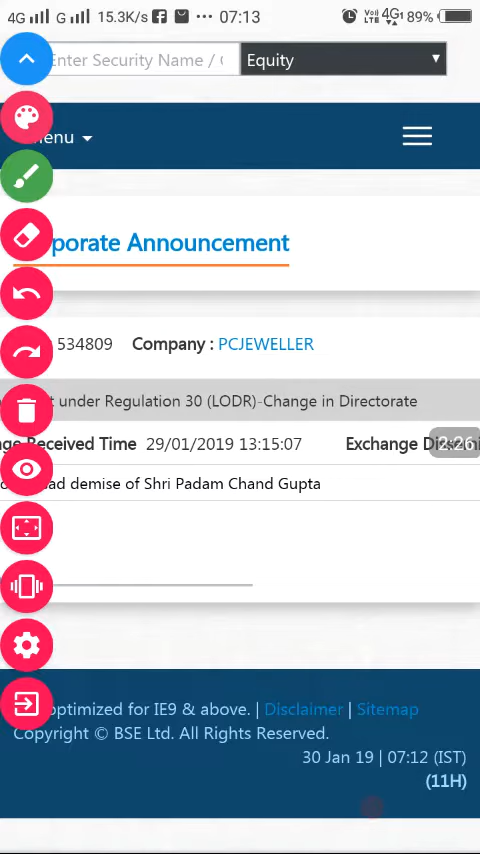 4G G 15.3K/s ••• 07:13 VoLTE 4G 89%
Enter Security Name / Equity
enu
porate Announcement
534809 Company : PCJEWELLER
t under Regulation 30 (LODR)-Change in Directorate
ge Received Time 29/01/2019 13:15:07 Exchange
2:26
ad demise of Shri Padam Chand Gupta
optimized for IE9 & above. | Disclaimer | Sitemap
Copyright © BSE Ltd. All Rights Reserved.
30 Jan 19 | 07:12 (IST)
(11H)